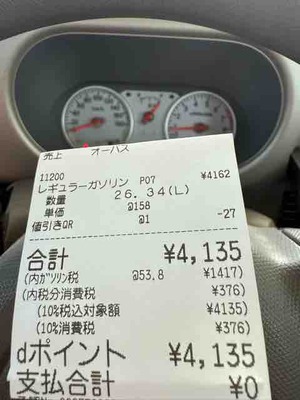 売上 オーパス
11200
レギュラーガソリン P07 ¥4162
数量 26.34(L)
単価 @158
値引きQR @1 -27
合計 ¥4,135
(内ガソリン税 @53.8 ¥1417)
(内税分消費税 ¥376)
(10%税込対象額 ¥4135)
(10%消費税 ¥376)
dポイント ¥4,135
支払合計 ¥0